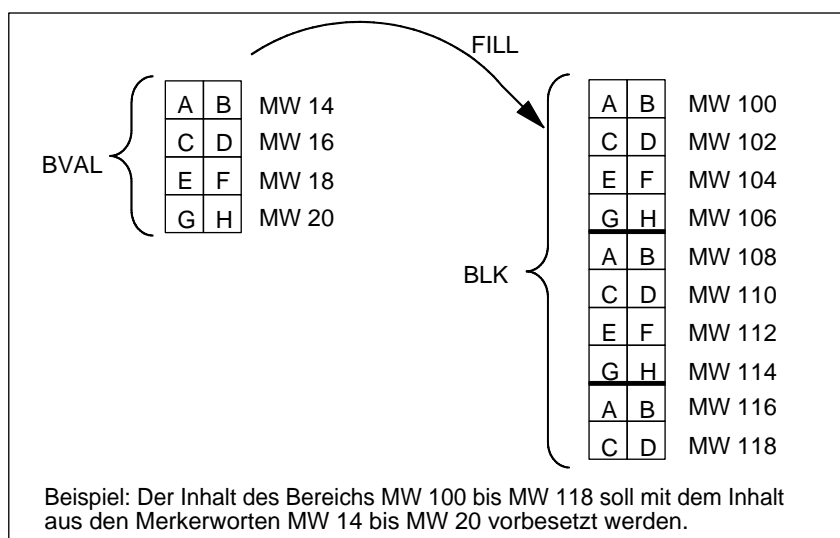 FILL
A B MW 14 A B MW 100
C D MW 16 C D MW 102
BVAL
E F MW 18 E F MW 104
G H MW 20 G H MW 106
A B MW 108
BLK
C D MW 110
E F MW 112
G H MW 114
A B MW 116
C D MW 118
Beispiel: Der Inhalt des Bereichs MW 100 bis MW 118 soll mit dem Inhalt
aus den Merkerworten MW 14 bis MW 20 vorbesetzt werden.